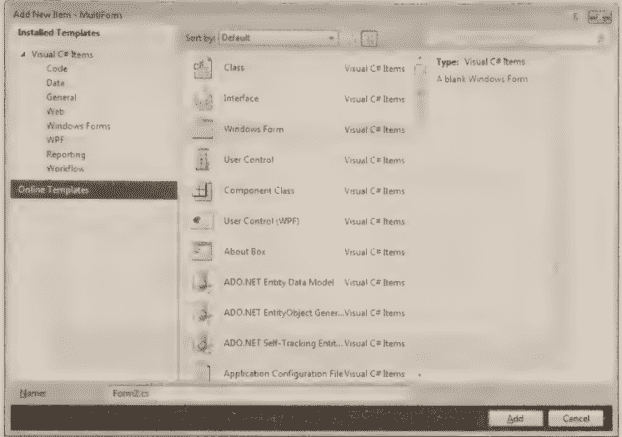 Add New Item - MultiForms
Installed Templates
Visual C# Items
Code
Data
General
Web
Windows Forms
WPF
Reporting
Workflow
Online Templates
Sort by: Default
Class Visual C# Items
Interface Visual C# Items
Windows Form Visual C# Items
User Control Visual C# Items
Component Class Visual C# Items
User Control (WPF) Visual C# Items
About Box Visual C# Items
ADO.NET Entity Data Model Visual C# Items
ADO.NET EntityObject Gener... Visual C# Items
ADO.NET Self-Tracking Entit... Visual C# Items
Application Configuration File Visual C# Items
Type: Visual C# Items
A blank Windows Form
Name: Form2.cs
Add Cancel